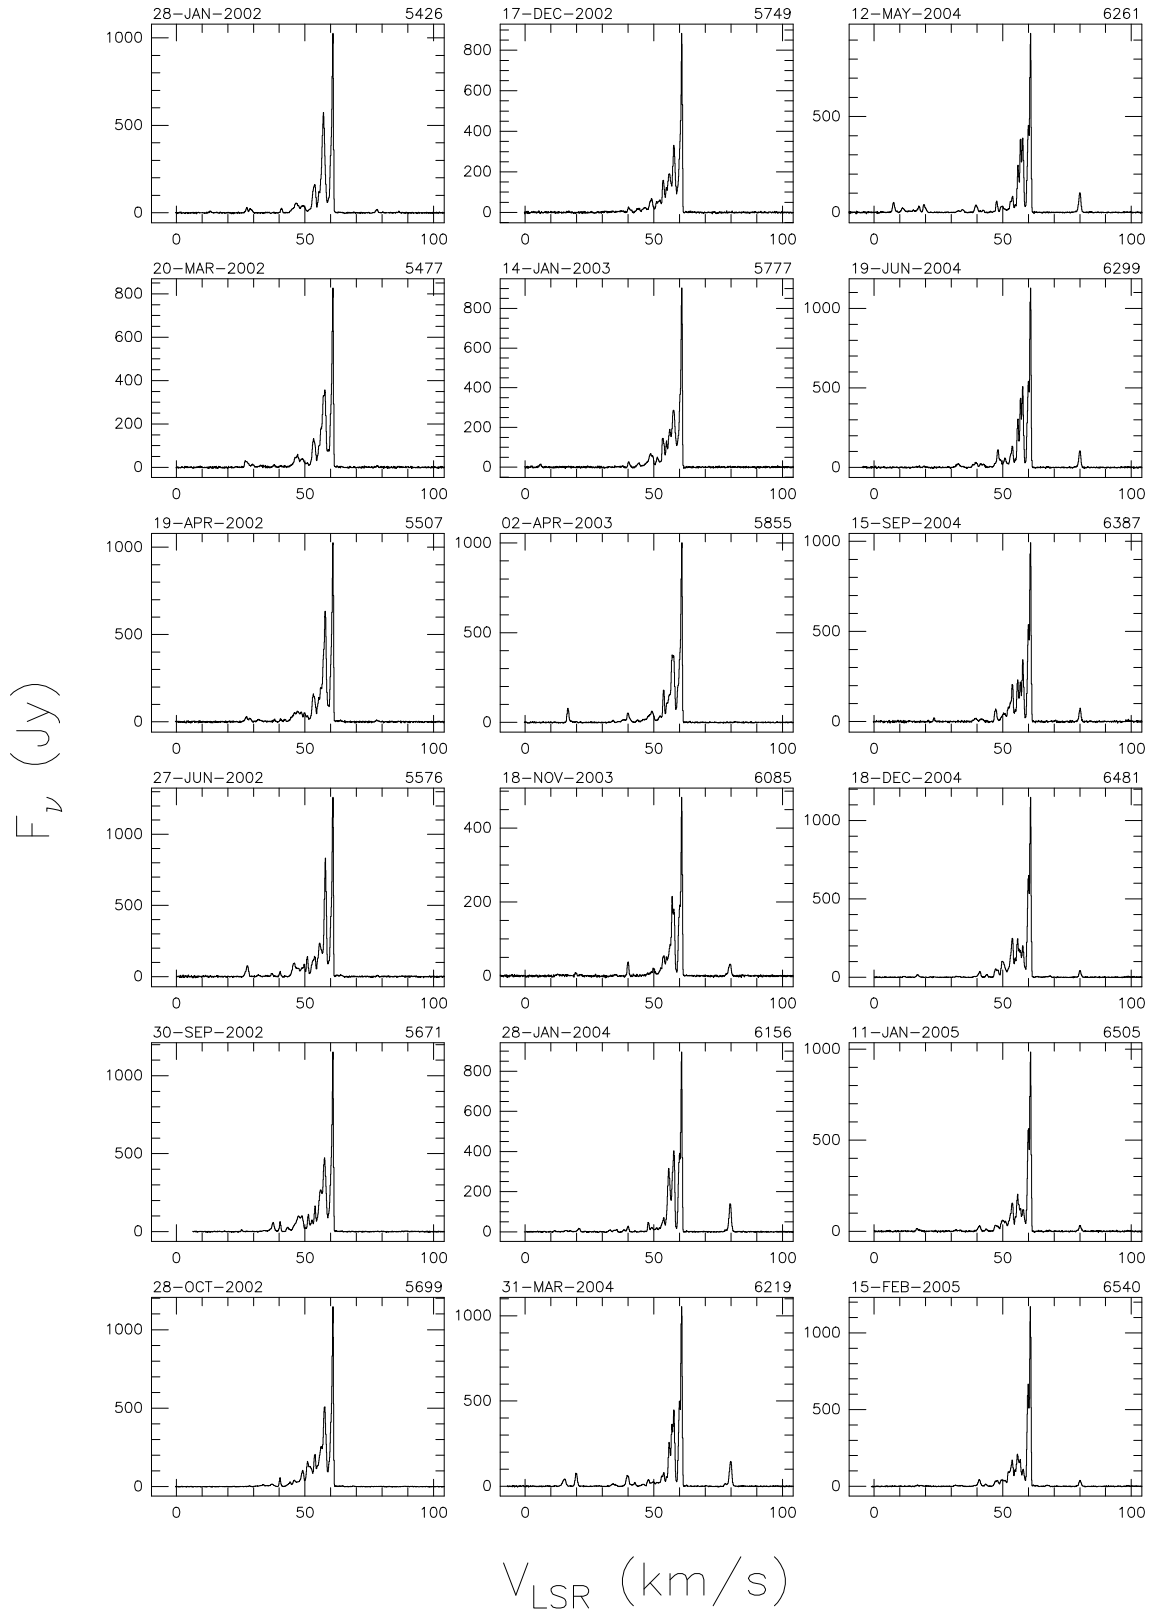 28-JAN-2002 5426
1000
500
0
0 50 100
17-DEC-2002 5749
800
600
400
200
0
0 50 100
12-MAY-2004 6261
500
0
0 50 100
20-MAR-2002 5477
800
600
400
200
0
0 50 100
14-JAN-2003 5777
800
600
400
200
0
0 50 100
19-JUN-2004 6299
1000
500
0
0 50 100
19-APR-2002 5507
1000
500
0
0 50 100
02-APR-2003 5855
1000
500
0
0 50 100
15-SEP-2004 6387
1000
500
0
0 50 100
27-JUN-2002 5576
1000
500
0
0 50 100
18-NOV-2003 6085
400
200
0
0 50 100
18-DEC-2004 6481
1000
500
0
0 50 100
30-SEP-2002 5671
1000
500
0
0 50 100
28-JAN-2004 6156
800
600
400
200
0
0 50 100
11-JAN-2005 6505
1000
500
0
0 50 100
28-OCT-2002 5699
1000
500
0
0 50 100
31-MAR-2004 6219
1000
500
0
0 50 100
15-FEB-2005 6540
1000
500
0
0 50 100
Fν (Jy)
VLSR (km/s)